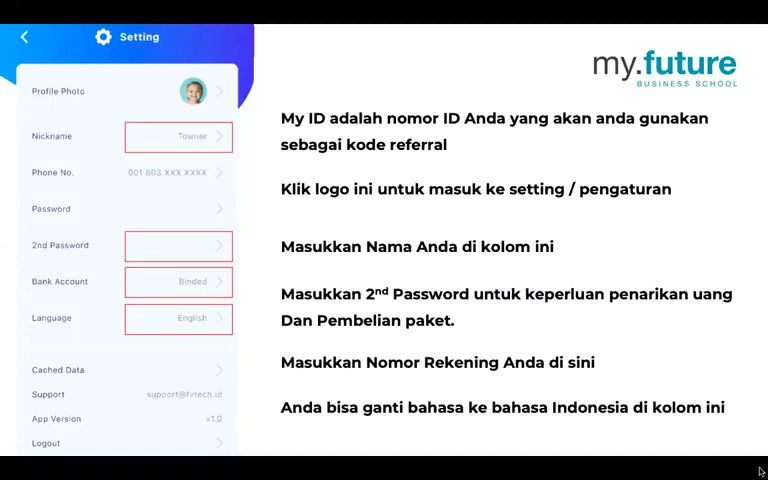 Setting
my.future
BUSINESS SCHOOL
Profile Photo
Nickname Towner
Phone No. 001 803 XXX XXXX
Password
2nd Password
Bank Account Binded
Language English
Cached Data
Support support@fvtech.id
App Version v1.0
Logout
My ID adalah nomor ID Anda yang akan anda gunakan
sebagai kode referral
Klik logo ini untuk masuk ke setting / pengaturan
Masukkan Nama Anda di kolom ini
Masukkan 2nd Password untuk keperluan penarikan uang
Dan Pembelian paket.
Masukkan Nomor Rekening Anda di sini
Anda bisa ganti bahasa ke bahasa Indonesia di kolom ini